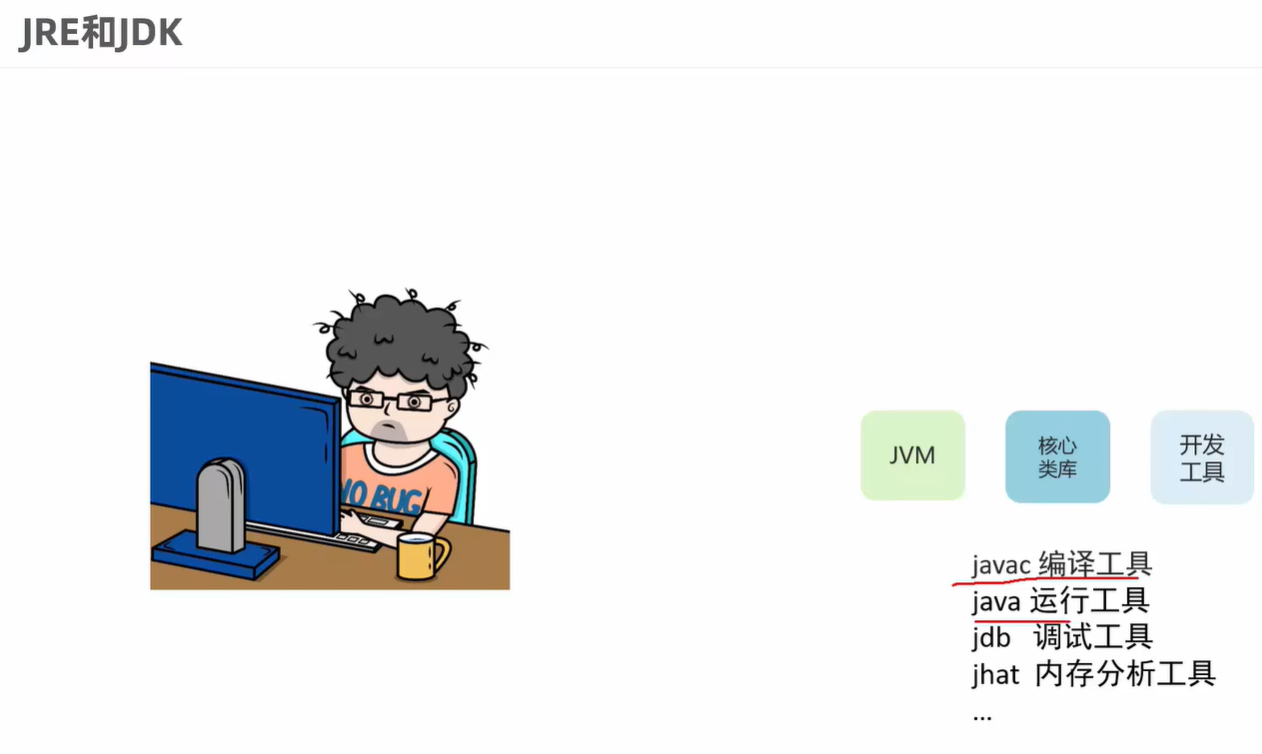 JRE和JDK
NO BUG
JVM
核心
类库
开发
工具
javac 编译工具
java 运行工具
jdb 调试工具
jhat 内存分析工具
...